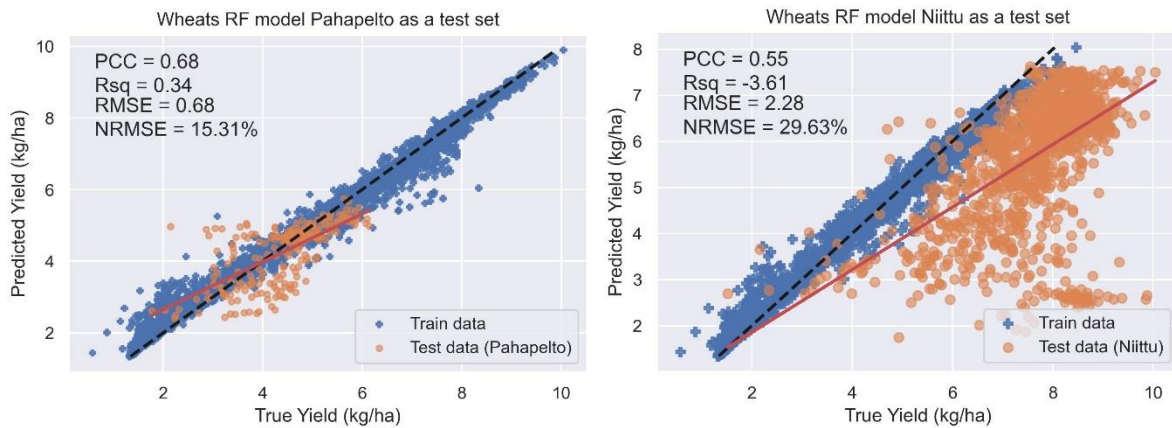 Wheats RF model Pahapelto as a test set
PCC = 0.68
Rsq = 0.34
RMSE = 0.68
NRMSE = 15.31%
10
8
6
4
2
Predicted Yield (kg/ha)
Train data
Test data (Pahapelto)
2 4 6 8 10
True Yield (kg/ha)
Wheats RF model Niittu as a test set
PCC = 0.55
Rsq = -3.61
RMSE = 2.28
NRMSE = 29.63%
8
7
6
5
4
3
2
Predicted Yield (kg/ha)
Train data
Test data (Niittu)
2 4 6 8 10
True Yield (kg/ha)